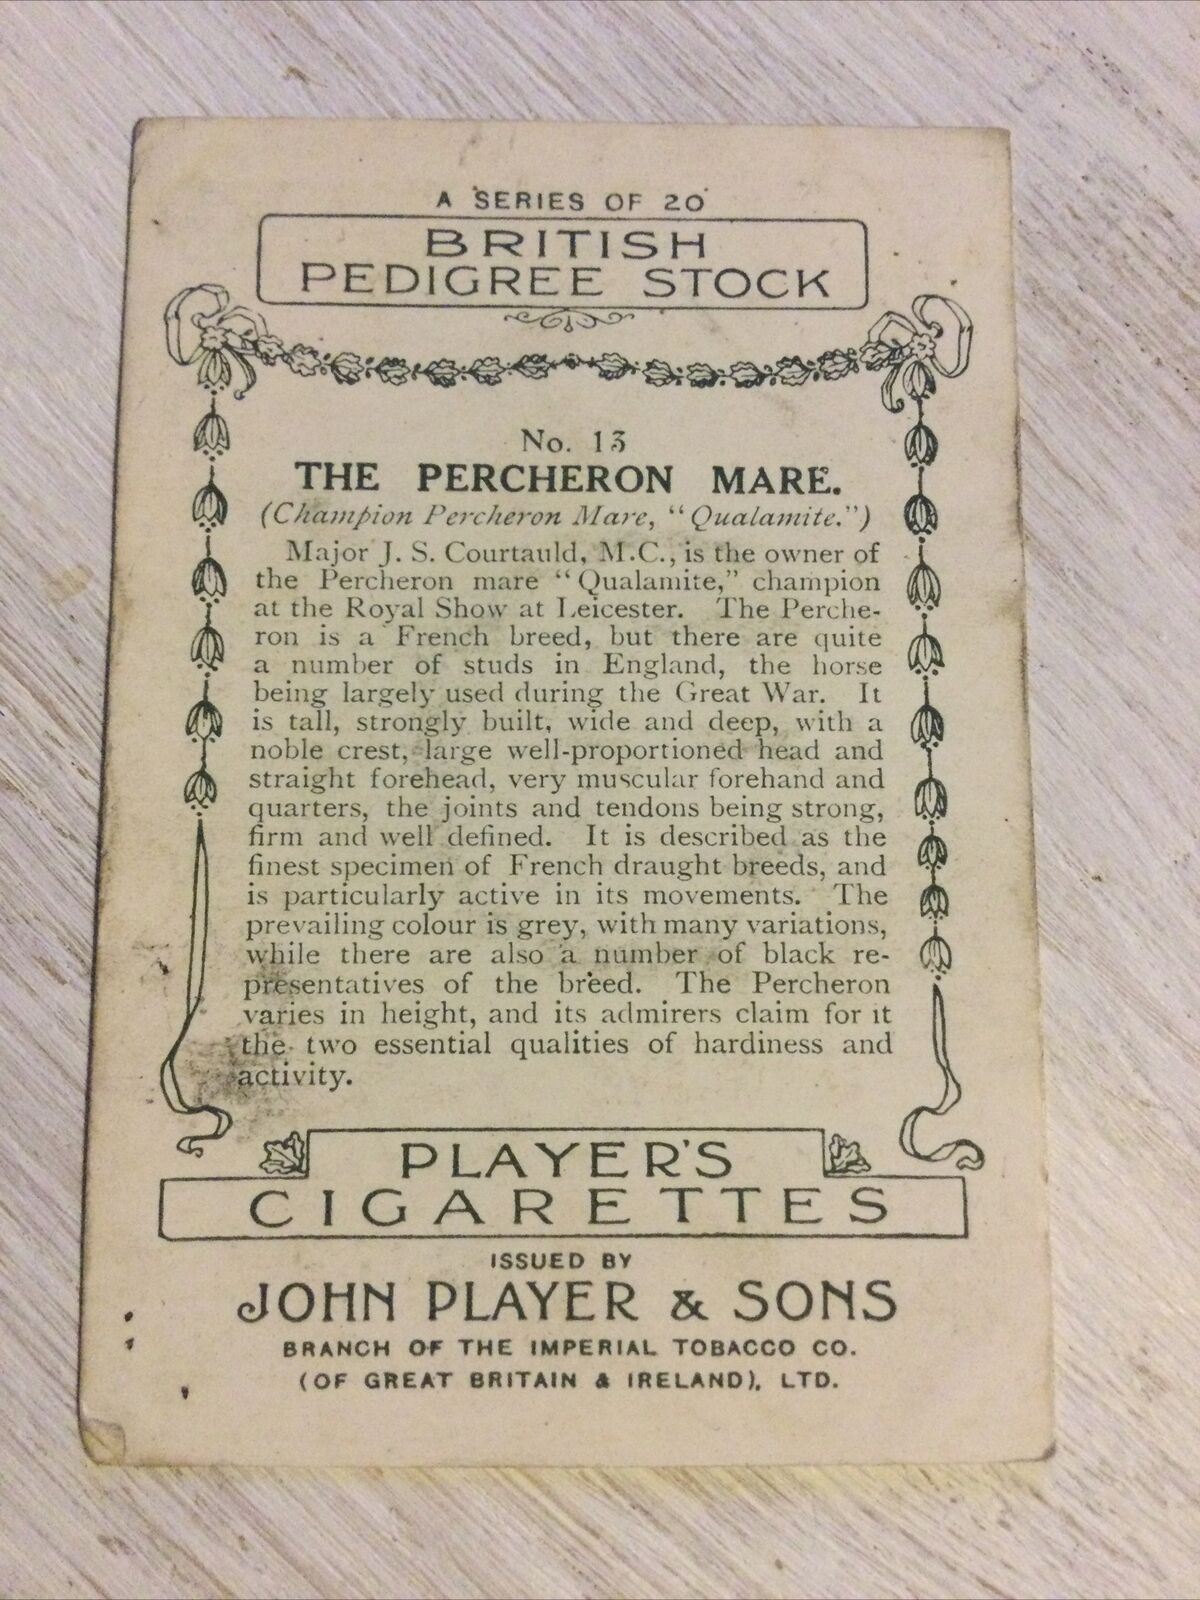 A SERIES OF 20
BRITISH
PEDIGREE STOCK
No. 13
THE PERCHERON MARE.
(Champion Percheron Mare, "Qualamite.")
Major J. S. Courtauld, M.C., is the owner of
the Percheron mare "Qualamite," champion
at the Royal Show at Leicester. The Perche-
ron is a French breed, but there are quite
a number of studs in England, the horse
being largely used during the Great War. It
is tall, strongly built, wide and deep, with a
noble crest, large well-proportioned head and
straight forehead, very muscular forehand and
quarters, the joints and tendons being strong,
firm and well defined. It is described as the
finest specimen of French draught breeds, and
is particularly active in its movements. The
prevailing colour is grey, with many variations,
while there are also a number of black re-
presentatives of the breed. The Percheron
varies in height, and its admirers claim for it
the two essential qualities of hardiness and
activity.
PLAYER'S
CIGARETTES
ISSUED BY
JOHN PLAYER & SONS
BRANCH OF THE IMPERIAL TOBACCO CO.
(OF GREAT BRITAIN & IRELAND), LTD.